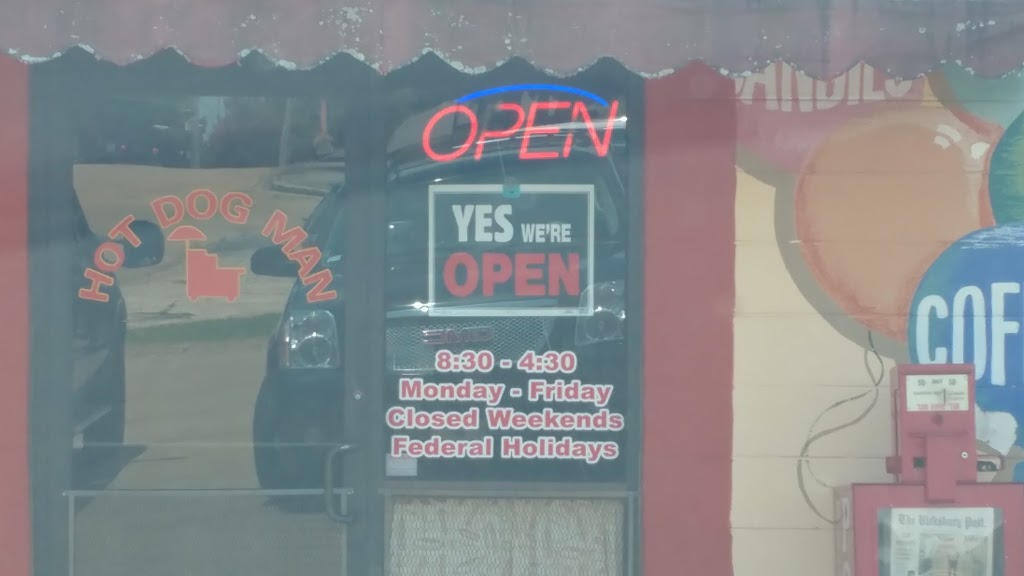 OPEN
YES WE'RE
OPEN
HOT DOG MAN
8:30 - 4:30
Monday - Friday
Closed Weekends
Federal Holidays
GMC
The Vicksburg Post